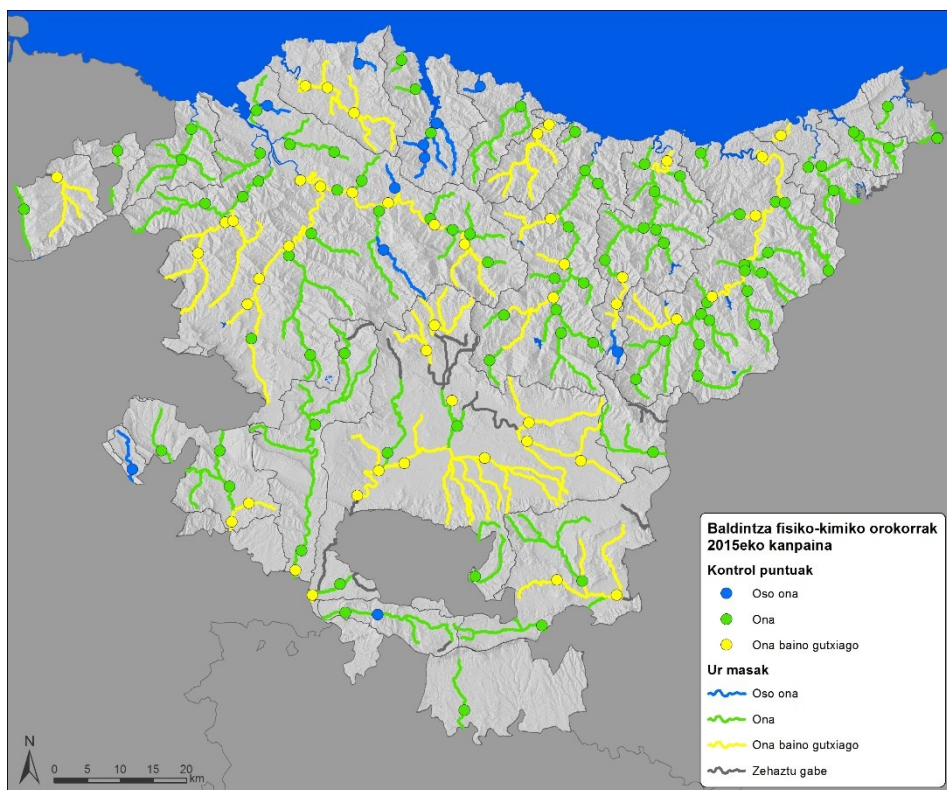 Baldintza fisiko-kimiko orokorrak
2015eko kanpaina
Kontrol puntuak
Oso ona
Ona
Ona baino gutxiago
Ur masak
Oso ona
Ona
Ona baino gutxiago
Zehaztu gabe
N
0 5 10 15 20
km